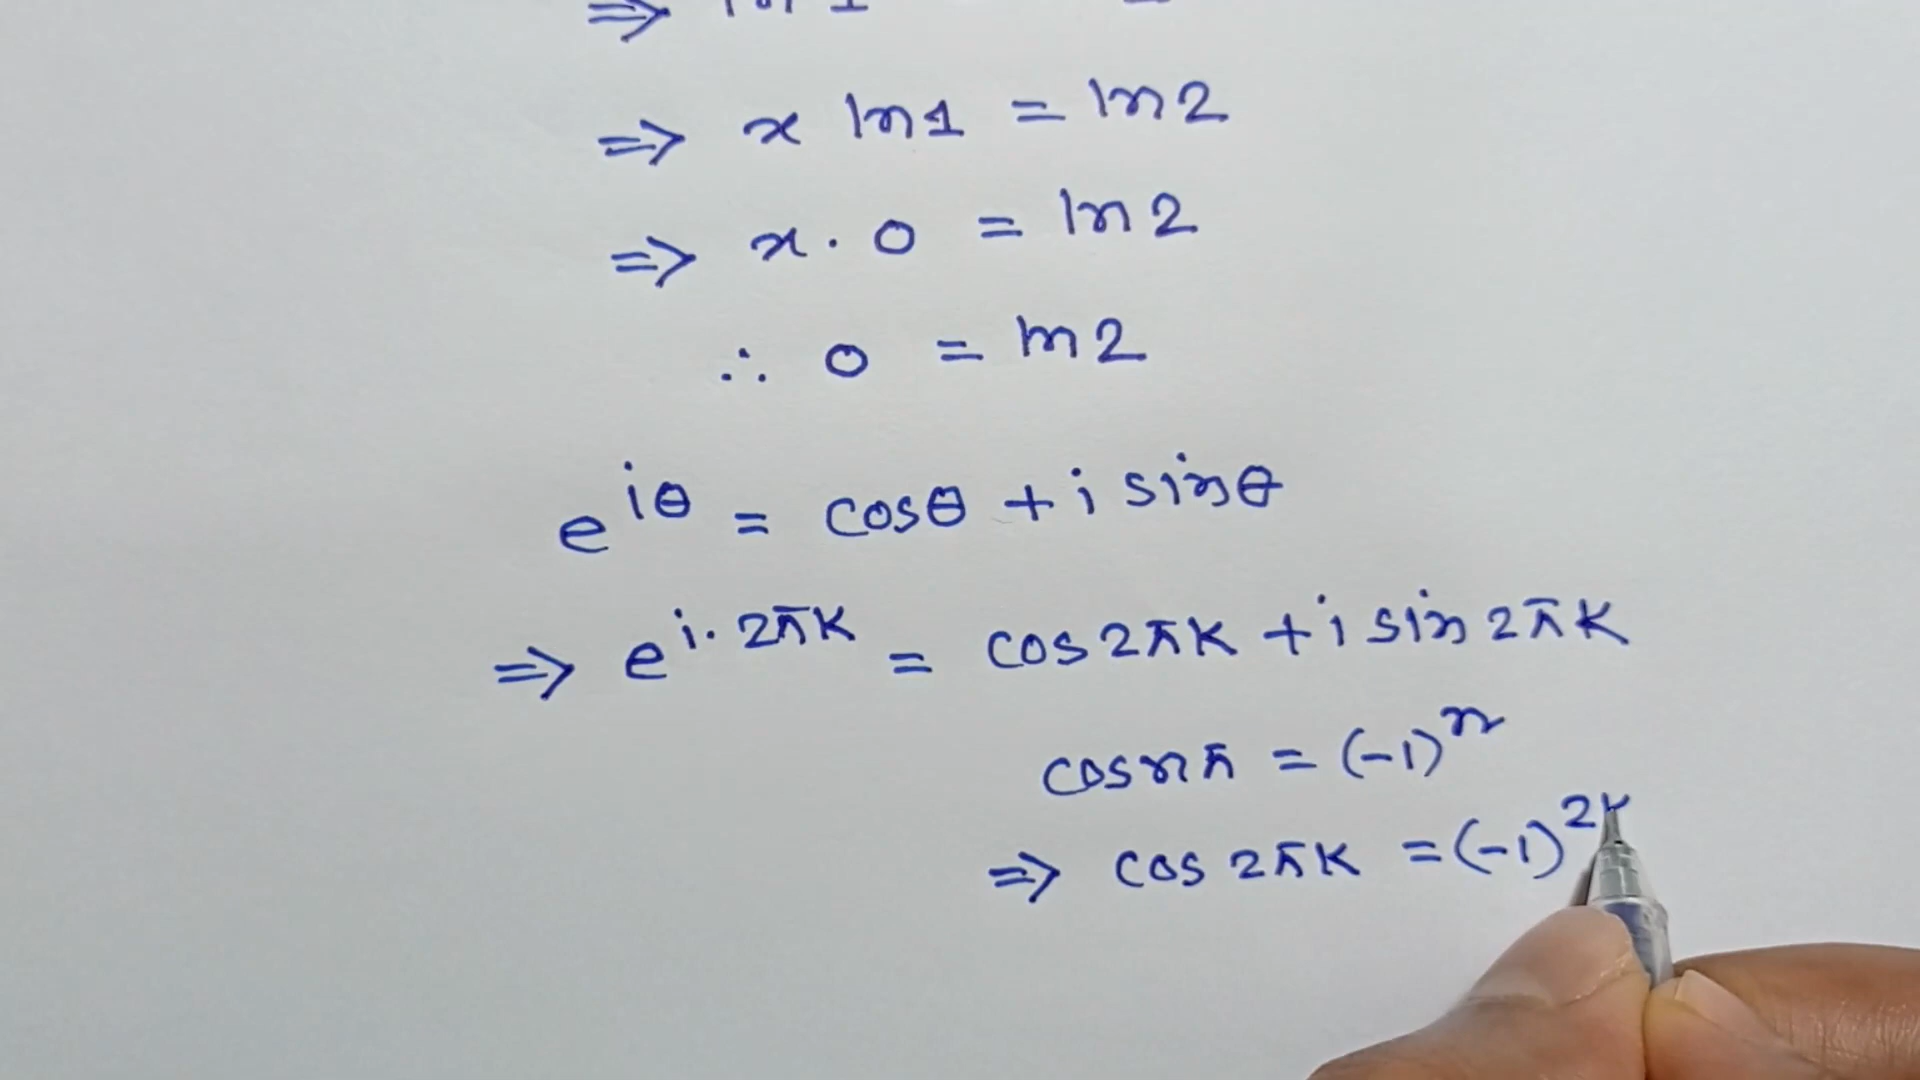 ⇒ x ln1 = ln2
⇒ x · 0 = ln2
∴ 0 = ln2
e^{iθ} = cosθ + i sinθ
⇒ e^{i·2πk} = cos2πk + i sin2πk
cosnπ = (-1)^n
⇒ cos 2πk = (-1)^{2k}